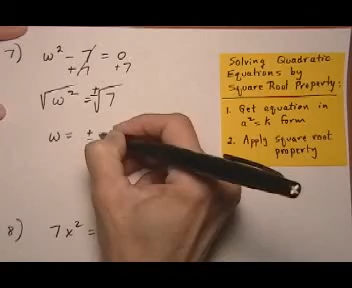 7) w² - 7 = 0
+7 +7
√w² = ±√7
w = ±
8) 7x² =
Solving Quadratic
Equations by
Square Root Property:
1. Get equation in
a² = k form
2. Apply square root
property